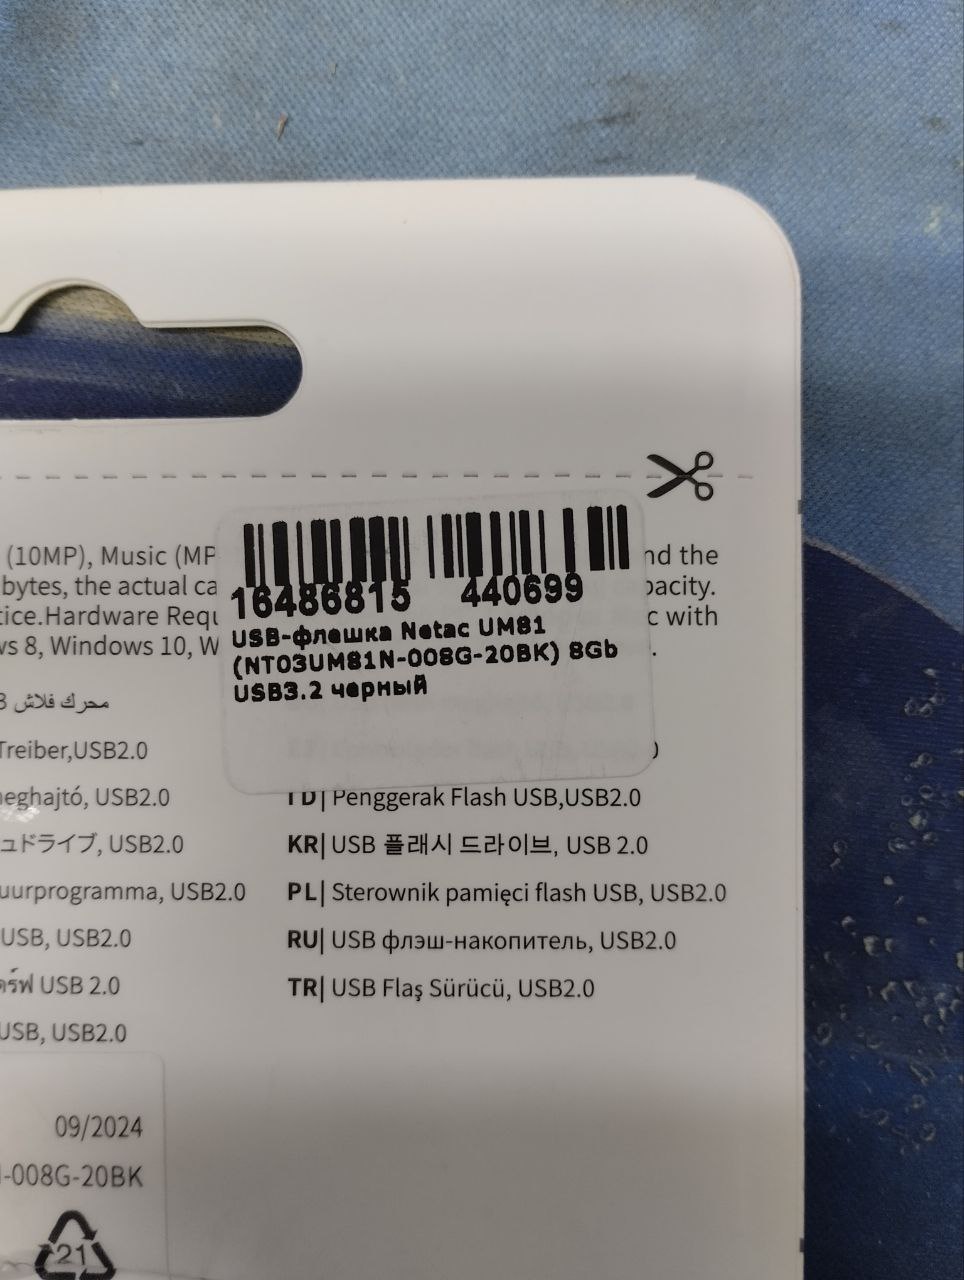 (10MP), Music (MP
nd the
bytes, the actual ca
pacity.
tice.Hardware Requ
c with
ws 8, Windows 10, W
16486815 440699
USB-флешка Netac UM81
(NT03UM81N-008G-20BK) 8Gb
USB3.2 черный
محرك فلاش
Treiber,USB2.0
neghajtó, USB2.0
ID| Penggerak Flash USB,USB2.0
ュドライブ, USB2.0
KR| USB 플래시 드라이브, USB 2.0
uurprogramma, USB2.0
PL| Sterownik pamięci flash USB, USB2.0
USB, USB2.0
RU| USB флэш-накопитель, USB2.0
USB 2.0
TR| USB Flaş Sürücü, USB2.0
USB, USB2.0
09/2024
-008G-20BK
21